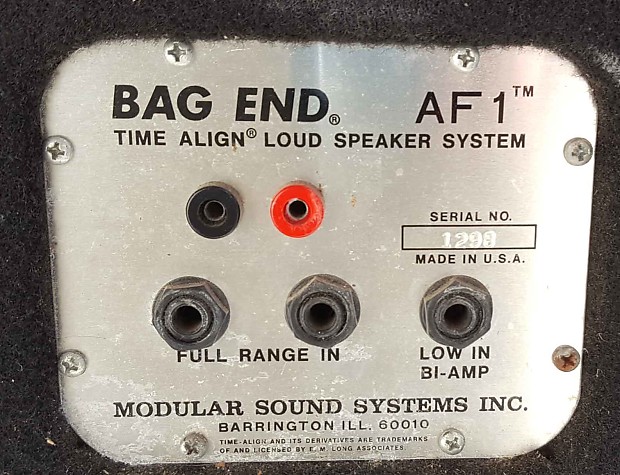 BAG END® AF1™
TIME ALIGN® LOUD SPEAKER SYSTEM
SERIAL NO.
1298
MADE IN U.S.A.
FULL RANGE IN
LOW IN
BI-AMP
MODULAR SOUND SYSTEMS INC.
BARRINGTON ILL. 60010
TIME-ALIGN AND ITS DERIVATIVES ARE TRADEMARKS
OF AND LICENSED BY E. M. LONG ASSOCIATES.